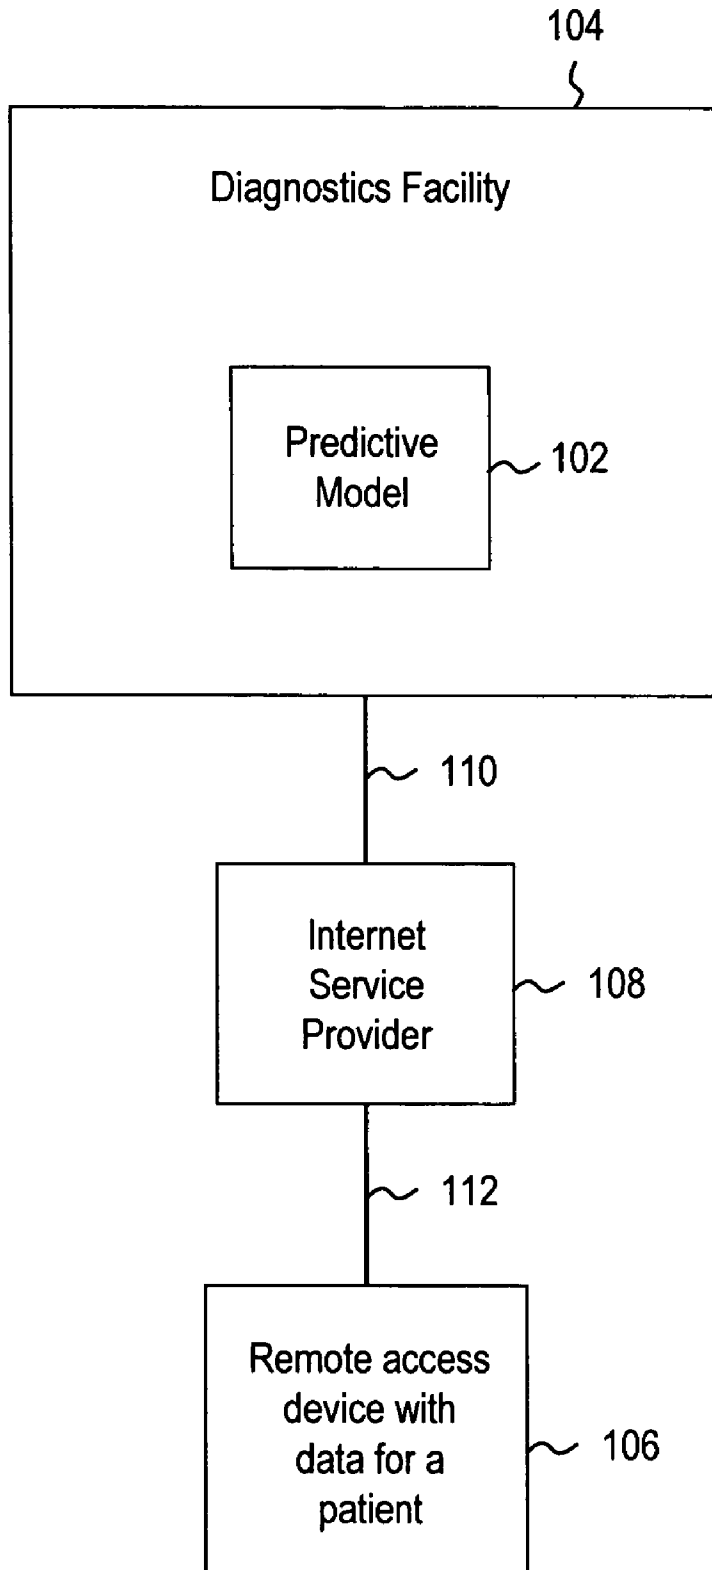 104
Diagnostics Facility
Predictive
Model
102
110
Internet
Service
Provider
108
112
Remote access
device with
data for a
patient
106